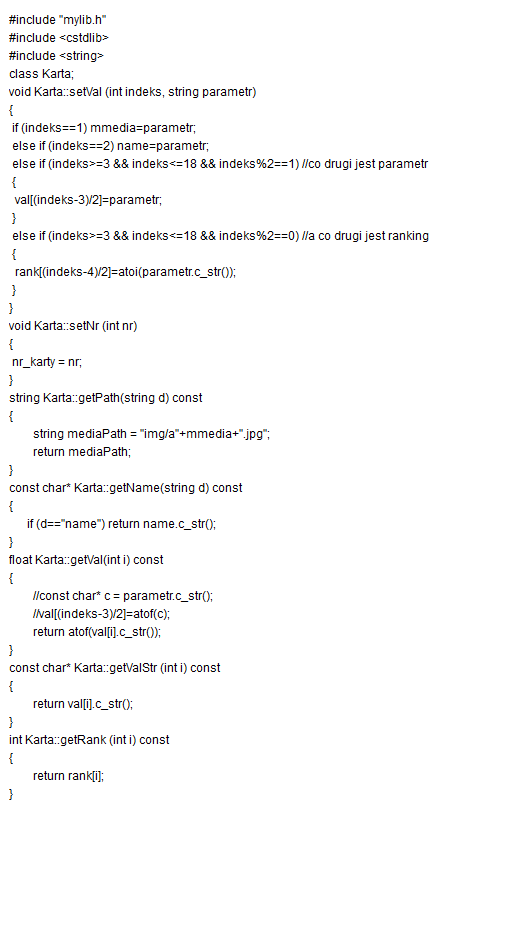 #include "mylib.h"
#include <cstdlib>
#include <string>
class Karta;
void Karta::setVal (int indeks, string parametr)
{
if (indeks==1) mmedia=parametr;
else if (indeks==2) name=parametr;
else if (indeks>=3 && indeks<=18 && indeks%2==1) //co drugi jest parametr
{
val[(indeks-3)/2]=parametr;
}
else if (indeks>=3 && indeks<=18 && indeks%2==0) //a co drugi jest ranking
{
rank[(indeks-4)/2]=atoi(parametr.c_str());
}
}
void Karta::setNr (int nr)
{
nr_karty = nr;
}
string Karta::getPath(string d) const
{
string mediaPath = "img/a"+mmedia+".jpg";
return mediaPath;
}
const char* Karta::getName(string d) const
{
if (d=="name") return name.c_str();
}
float Karta::getVal(int i) const
{
//const char* c = parametr.c_str();
//val[(indeks-3)/2]=atof(c);
return atof(val[i].c_str());
}
const char* Karta::getValStr (int i) const
{
return val[i].c_str();
}
int Karta::getRank (int i) const
{
return rank[i];
}